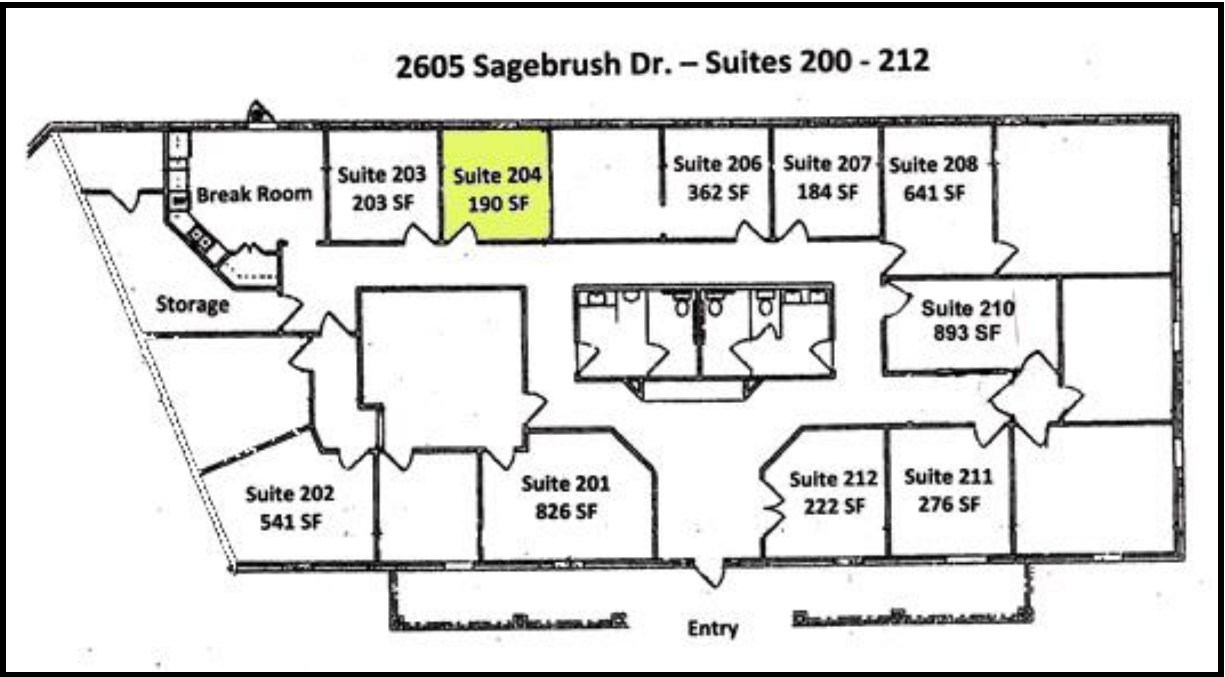 2605 Sagebrush Dr. – Suites 200 - 212
Break Room
Suite 203
203 SF
Suite 204
190 SF
Suite 206
362 SF
Suite 207
184 SF
Suite 208
641 SF
Storage
Suite 210
893 SF
Suite 202
541 SF
Suite 201
826 SF
Suite 212
222 SF
Suite 211
276 SF
Entry